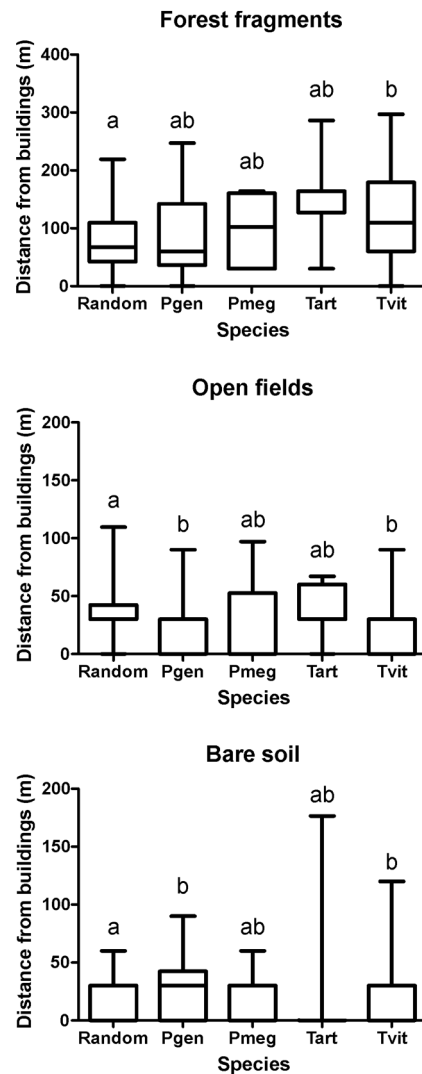 Forest fragments
Distance from buildings (m)
400
300
200
100
0
a
ab
ab
ab
b
Random Pgen Pmeg Tart Tvit
Species
Open fields
Distance from buildings (m)
200
150
100
50
0
a
b
ab
ab
b
Random Pgen Pmeg Tart Tvit
Species
Bare soil
Distance from buildings (m)
200
150
100
50
0
a
b
ab
ab
b
Random Pgen Pmeg Tart Tvit
Species